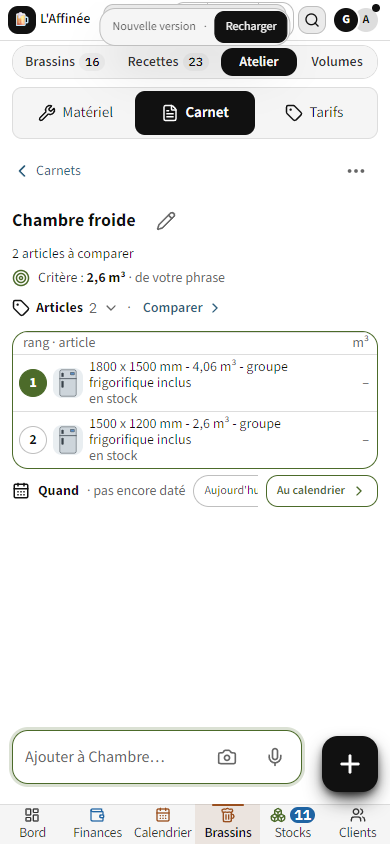 L'Affinée
Nouvelle version · Recharger
G A
Brassins 16 Recettes 23 Atelier Volumes
Matériel Carnet Tarifs
Carnets
Chambre froide
2 articles à comparer
Critère : 2,6 m³ · de votre phrase
Articles 2 · Comparer
rang · article m³
1 1800 x 1500 mm - 4,06 m³ - groupe
frigorifique inclus –
en stock
2 1500 x 1200 mm - 2,6 m³ - groupe
frigorifique inclus –
en stock
Quand · pas encore daté Aujourd'hu Au calendrier
Ajouter à Chambre…
Bord Finances Calendrier Brassins Stocks 11 Clients